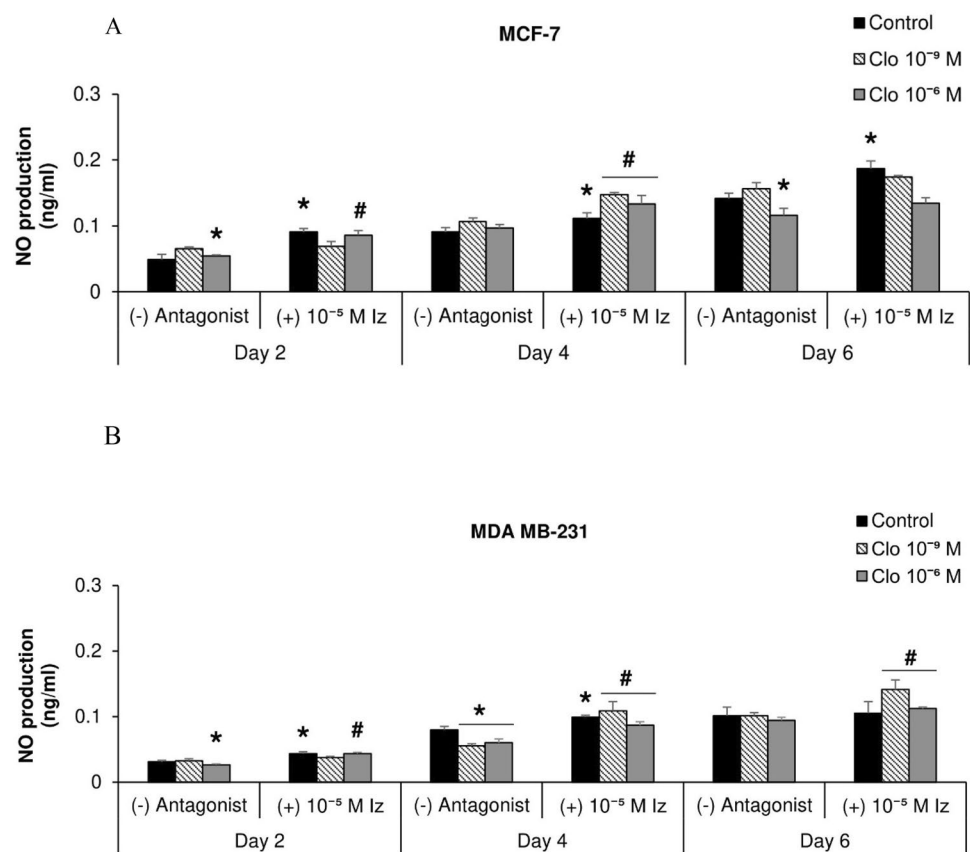 A
MCF-7
Control
Clo 10⁻⁹ M
Clo 10⁻⁶ M
NO production
(ng/ml)
0.3
0.2
0.1
0
*
*
#
*
#
*
*
(-) Antagonist
(+) 10⁻⁵ M Iz
(-) Antagonist
(+) 10⁻⁵ M Iz
(-) Antagonist
(+) 10⁻⁵ M Iz
Day 2
Day 4
Day 6
B
MDA MB-231
Control
Clo 10⁻⁹ M
Clo 10⁻⁶ M
NO production
(ng/ml)
0.3
0.2
0.1
0
*
*
#
*
*
#
#
(-) Antagonist
(+) 10⁻⁵ M Iz
(-) Antagonist
(+) 10⁻⁵ M Iz
(-) Antagonist
(+) 10⁻⁵ M Iz
Day 2
Day 4
Day 6